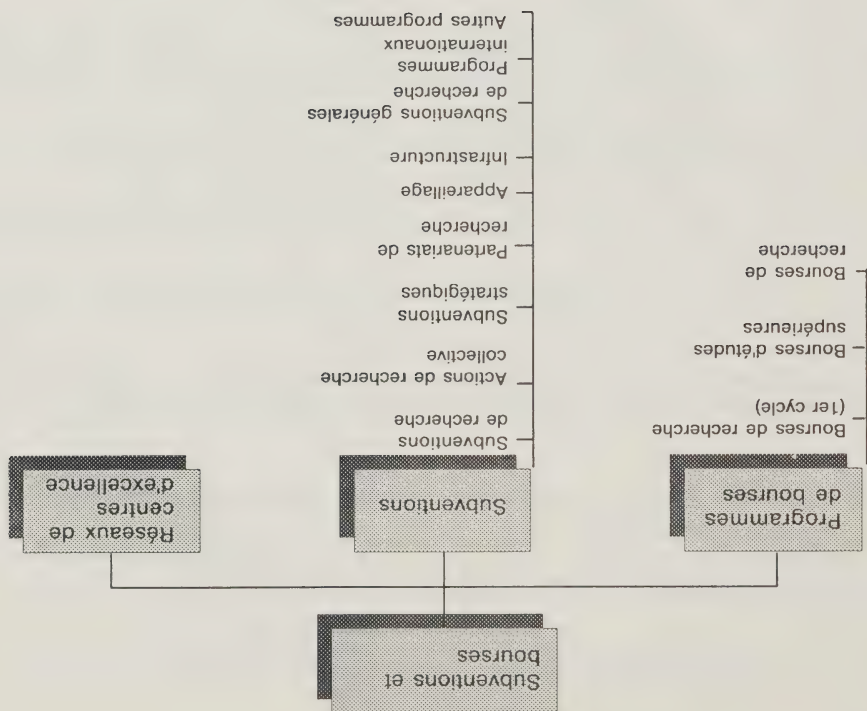 Subventions et
bourses
Programmes
de bourses
Bourses de recherche
(1er cycle)
Bourses d'études
supérieures
Bourses de
recherche
Subventions
Subventions
de recherche
Actions de recherche
collective
Subventions
stratégiques
Partenariats de
recherche
Appareillage
Infrastructure
Subventions générales
de recherche
Programmes
internationaux
Autres programmes
Réseaux de
centres
d'excellence